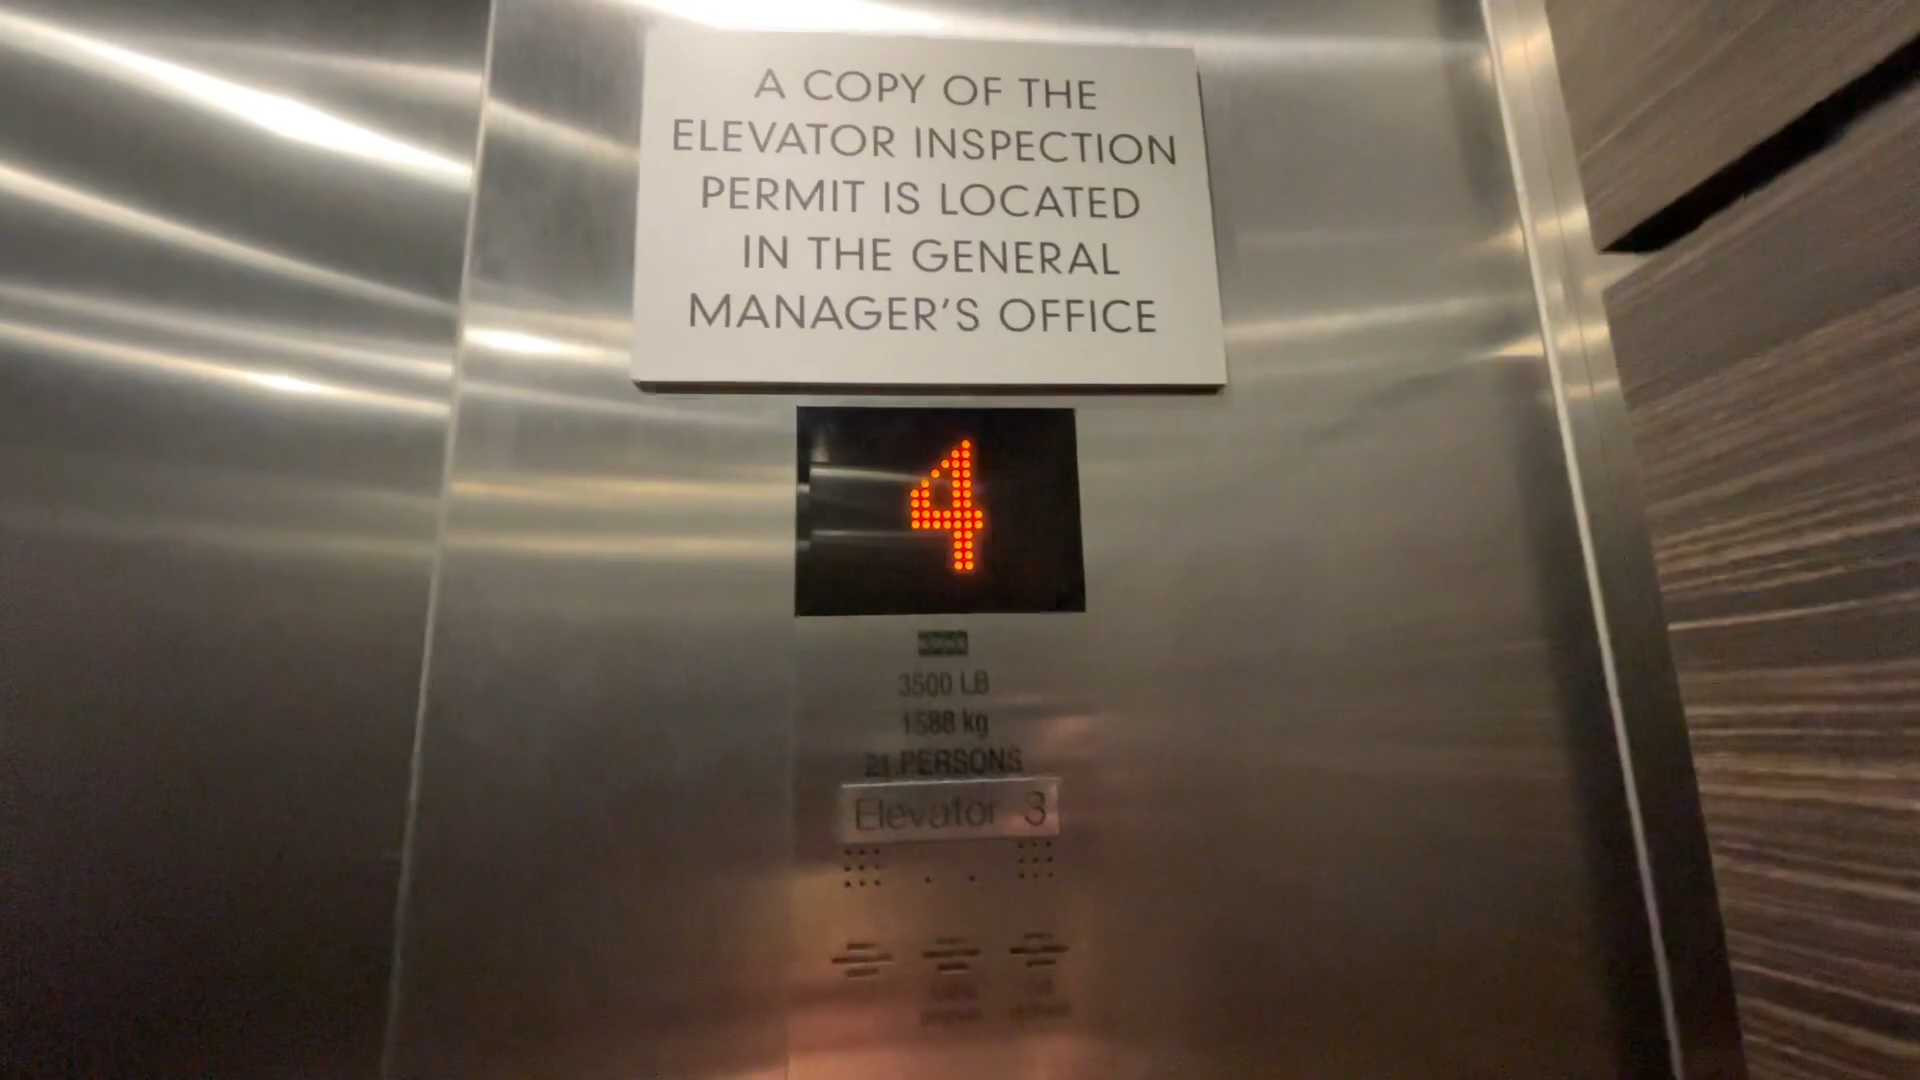 A COPY OF THE
ELEVATOR INSPECTION
PERMIT IS LOCATED
IN THE GENERAL
MANAGER'S OFFICE
4
KONE
3500 LB
1588 kg
21 PERSONS
Elevator 3